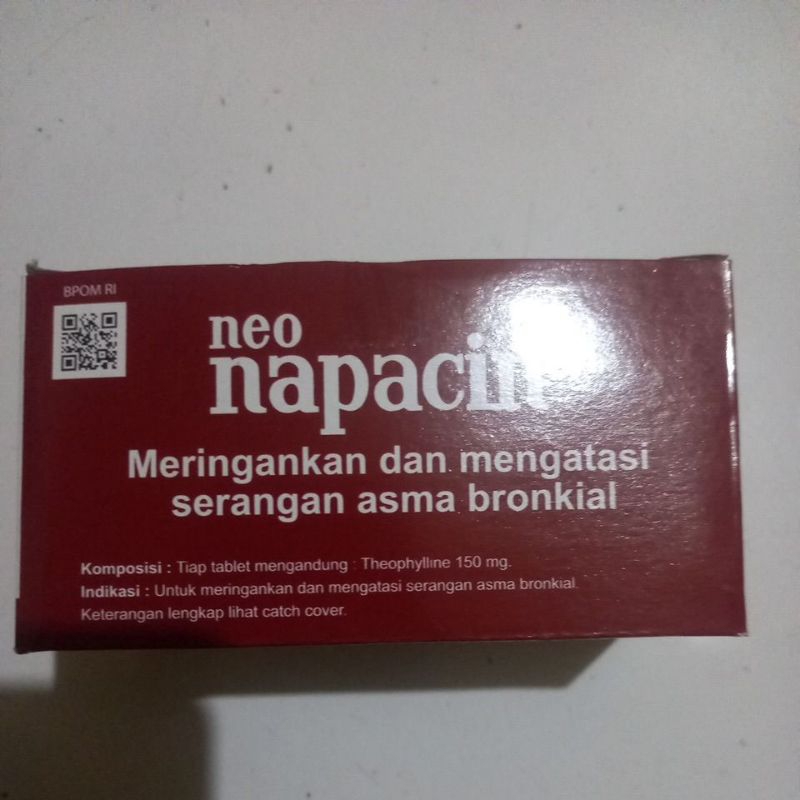 BPOM RI
neo
napacin
Meringankan dan mengatasi
serangan asma bronkial
Komposisi : Tiap tablet mengandung : Theophylline 150 mg.
Indikasi : Untuk meringankan dan mengatasi serangan asma bronkial.
Keterangan lengkap lihat catch cover.